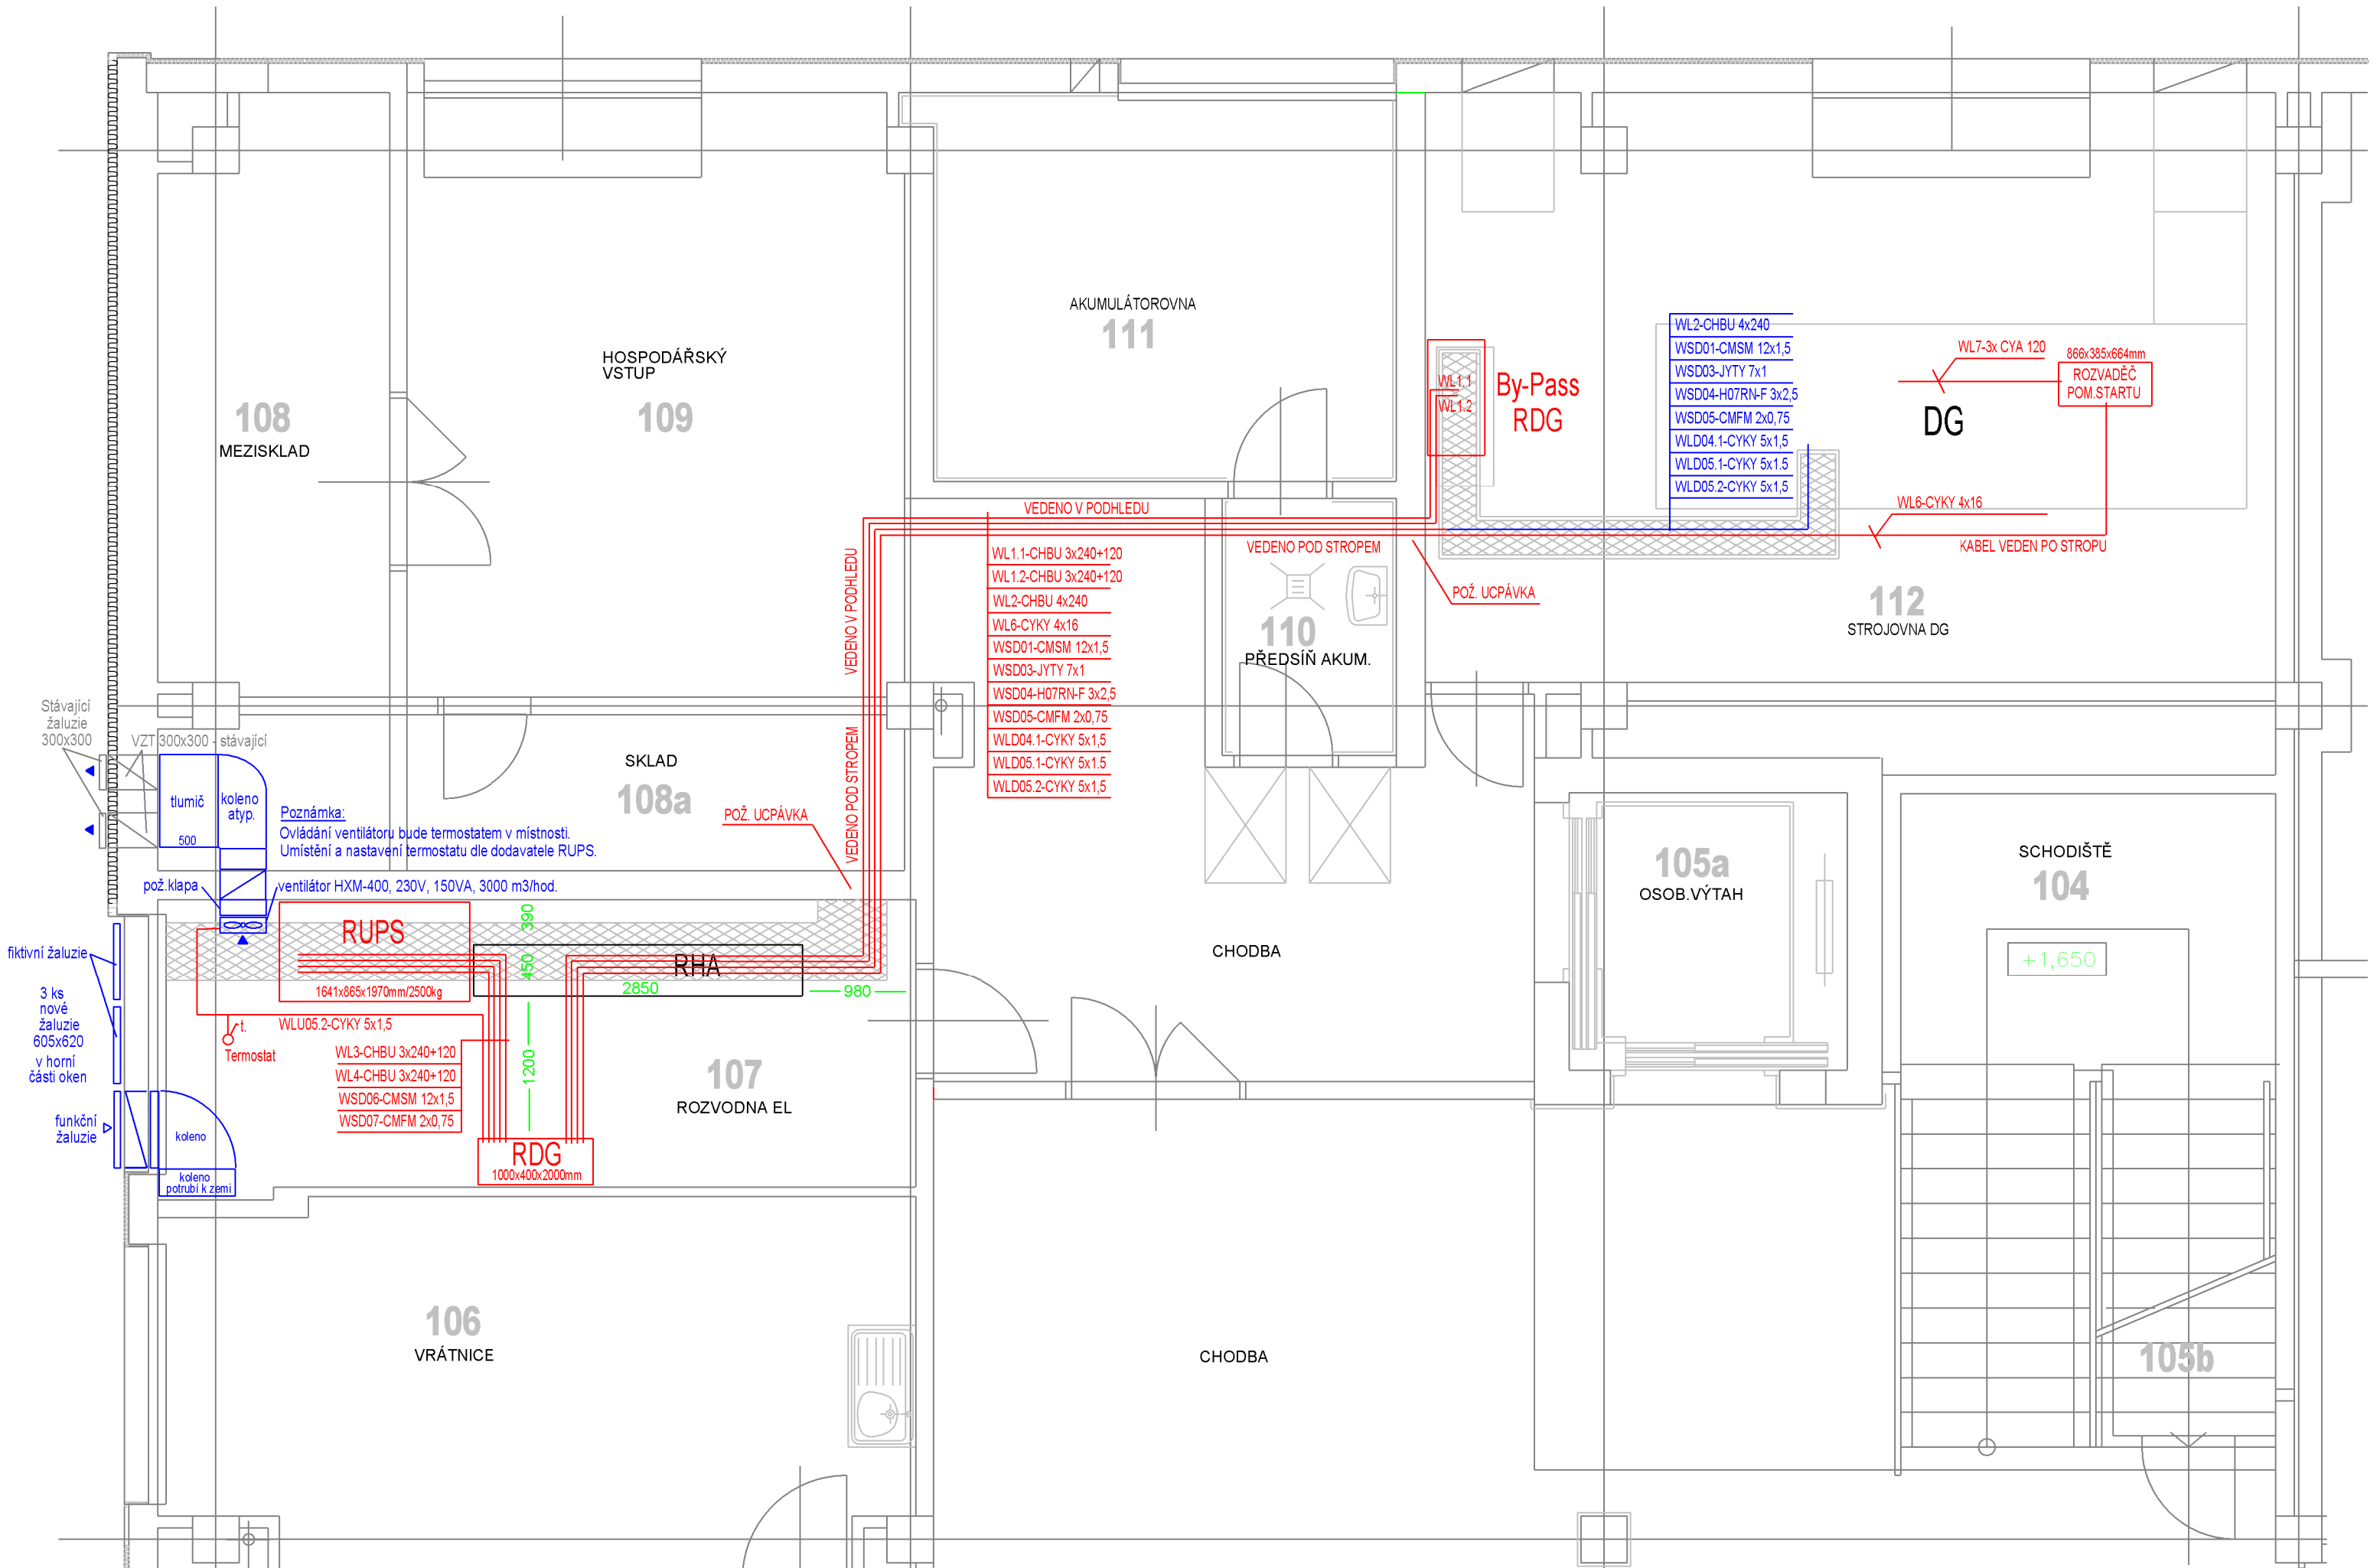 AKUMULÁTOROVNA
111
HOSPODÁŘSKÝ
VSTUP
109
108
MEZISKLAD
WL1.1
WL1.2
By-Pass
RDG
WL2-CHBU 4x240
WSD01-CMSM 12x1,5
WSD03-JYTY 7x1
WSD04-H07RN-F 3x2,5
WSD05-CMFM 2x0,75
WLD04.1-CYKY 5x1,5
WLD05.1-CYKY 5x1.5
WLD05.2-CYKY 5x1,5
WL7-3x CYA 120
866x385x664mm
ROZVADĚČ
POM.STARTU
DG
WL6-CYKY 4x16
KABEL VEDEN PO STROPU
VEDENO V PODHLEDU
VEDENO V PODHLEDU
VEDENO POD STROPEM
WL1.1-CHBU 3x240+120
WL1.2-CHBU 3x240+120
WL2-CHBU 4x240
WL6-CYKY 4x16
WSD01-CMSM 12x1,5
WSD03-JYTY 7x1
WSD04-H07RN-F 3x2,5
WSD05-CMFM 2x0,75
WLD04.1-CYKY 5x1,5
WLD05.1-CYKY 5x1.5
WLD05.2-CYKY 5x1,5
VEDENO POD STROPEM
POŽ. UCPÁVKA
110
PŘEDSÍŇ AKUM.
112
STROJOVNA DG
Stávající
žaluzie
300x300
VZT 300x300 - stávající
SKLAD
108a
POŽ. UCPÁVKA
tlumič
500
koleno
atyp.
Poznámka:
Ovládání ventilátoru bude termostatem v místnosti.
Umístění a nastavení termostatu dle dodavatele RUPS.
pož.klapa
ventilátor HXM-400, 230V, 150VA, 3000 m3/hod.
105a
OSOB.VÝTAH
SCHODIŠTĚ
104
+1,650
CHODBA
RUPS
1641x865x1970mm/2500kg
390
450
RHA
2850
980
1200
fiktivní žaluzie
3 ks
nové
žaluzie
605x620
v horní
části oken
funkční
žaluzie
t.
Termostat
WLU05.2-CYKY 5x1,5
WL3-CHBU 3x240+120
WL4-CHBU 3x240+120
WSD06-CMSM 12x1,5
WSD07-CMFM 2x0,75
107
ROZVODNA EL
RDG
1000x400x2000mm
koleno
koleno
potrubí k zemi
106
VRÁTNICE
CHODBA
105b